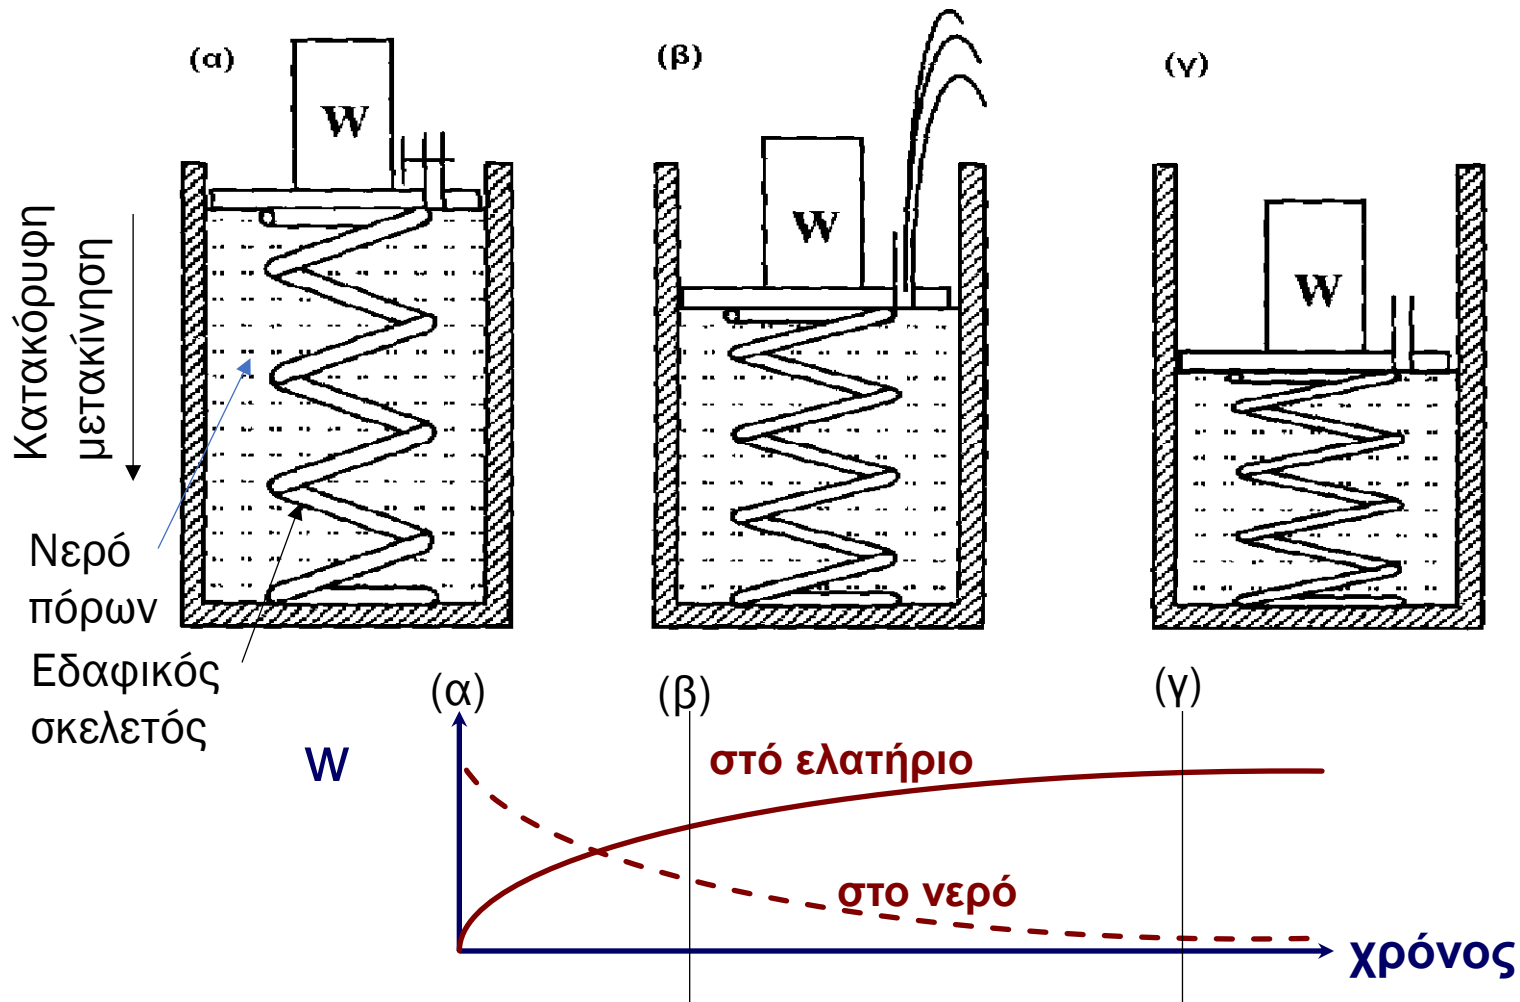 (α)
(β)
(γ)
W
W
W
Κατακόρυφη
μετακίνηση
Νερό
πόρων
Εδαφικός
σκελετός
(α)
(β)
(γ)
W
στό ελατήριο
στο νερό
χρόνος